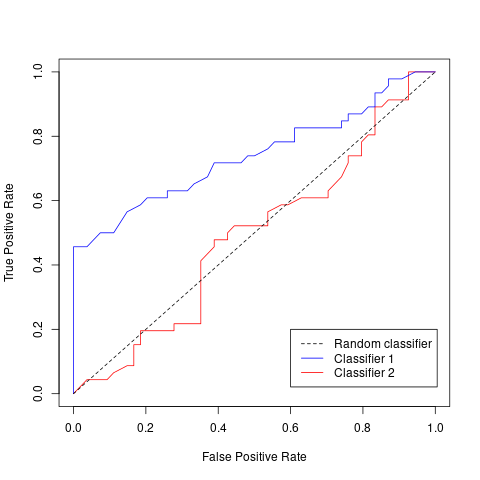 1.0
0.8
0.6
0.4
0.2
0.0
True Positive Rate
Random classifier
Classifier 1
Classifier 2
0.0 0.2 0.4 0.6 0.8 1.0
False Positive Rate